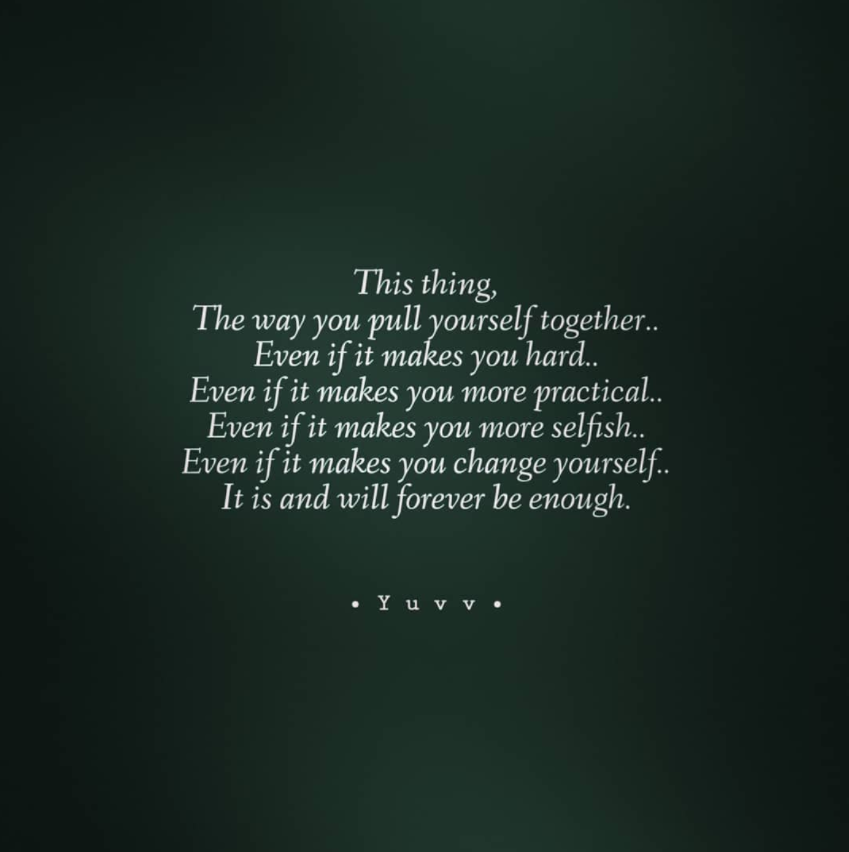 This thing,
The way you pull yourself together..
Even if it makes you hard..
Even if it makes you more practical..
Even if it makes you more selfish..
Even if it makes you change yourself..
It is and will forever be enough.
• Y u v v •